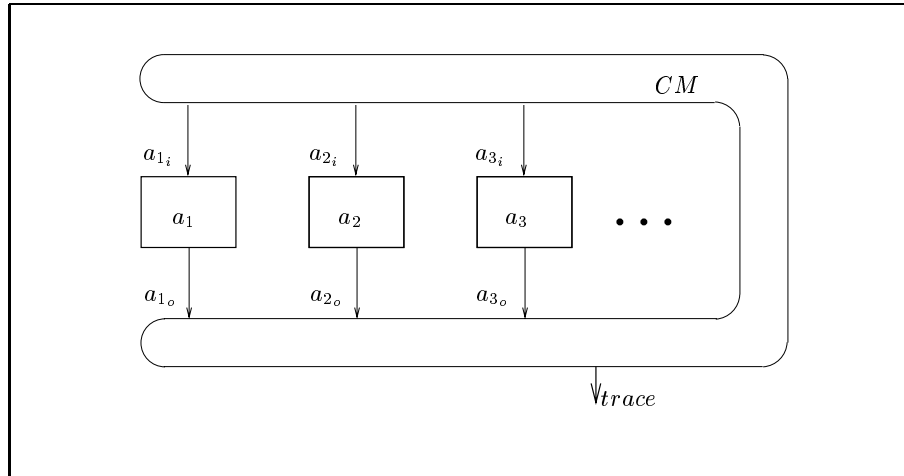 CM
a₁ᵢ a₂ᵢ a₃ᵢ
a₁ a₂ a₃ • • •
a₁ₒ a₂ₒ a₃ₒ
trace